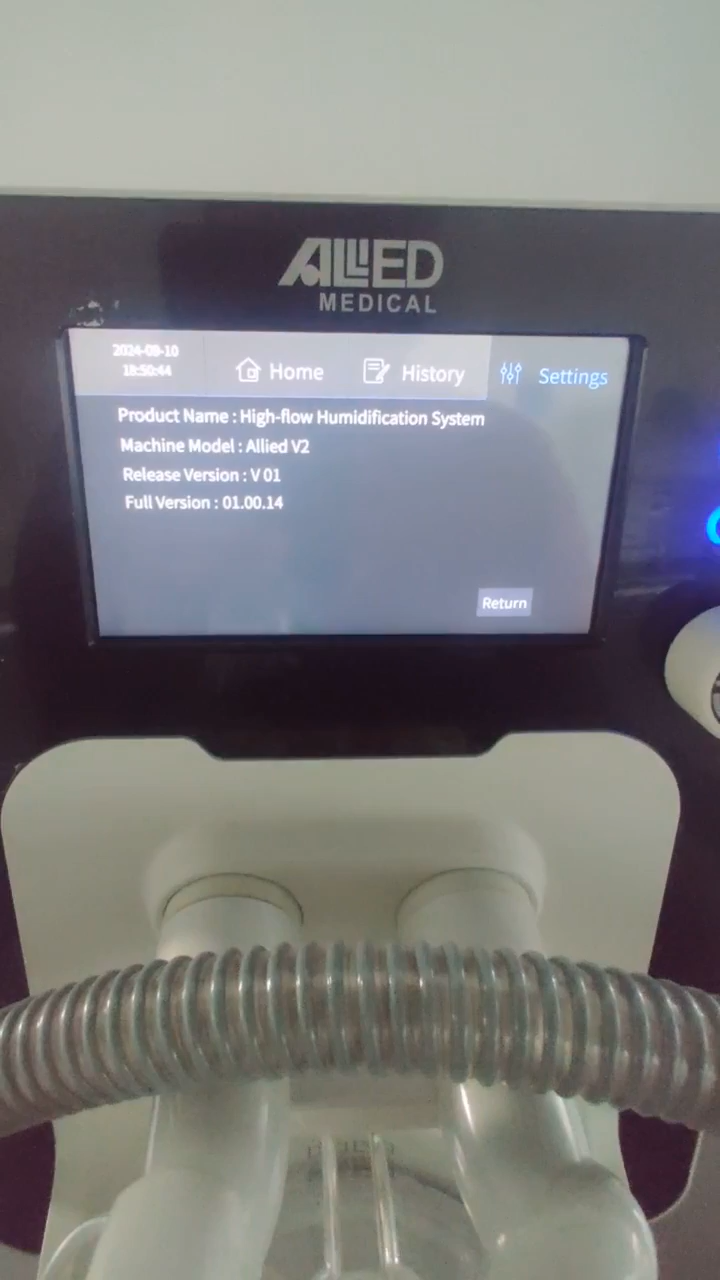 ALLIED
MEDICAL
2024-09-10
18:50:44
Home
History
Settings
Product Name : High-flow Humidification System
Machine Model : Allied V2
Release Version : V 01
Full Version : 01.00.14
Return